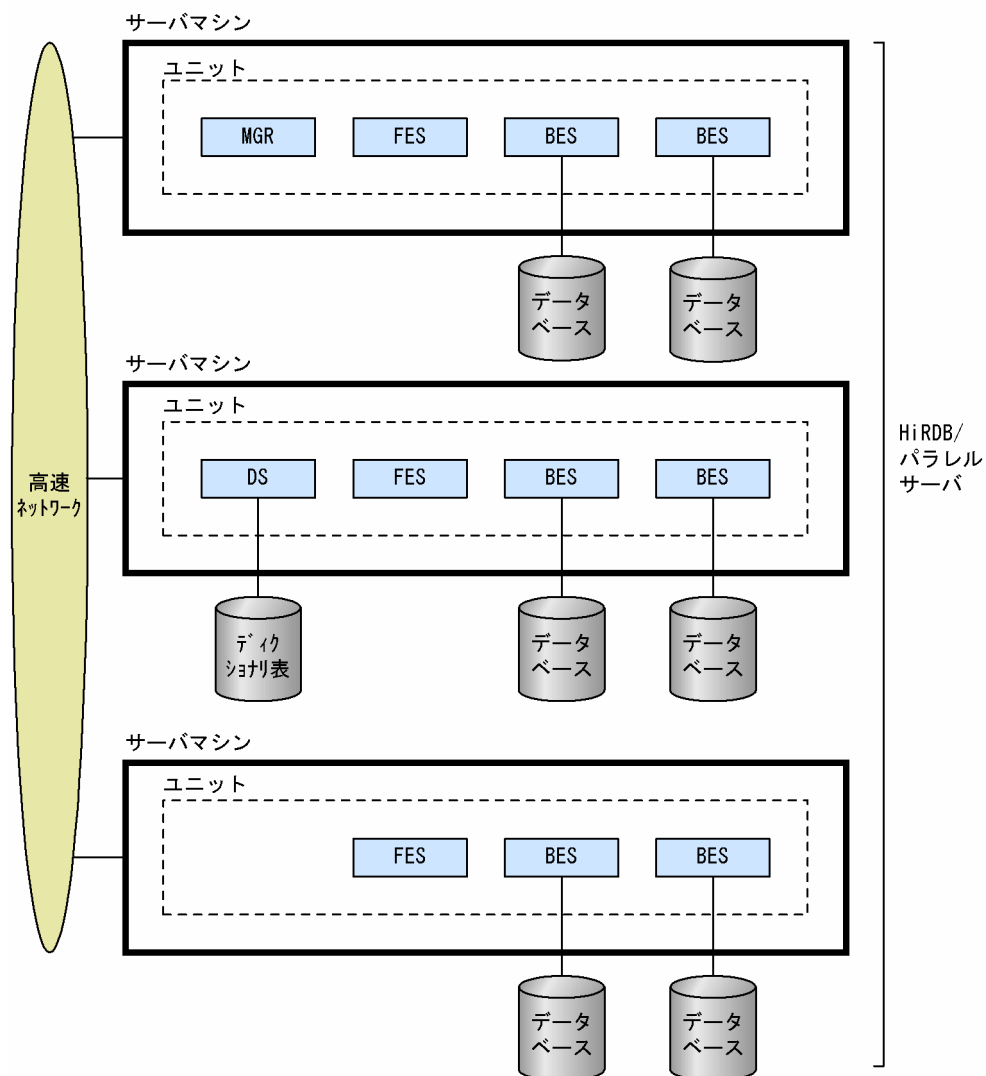 サーバマシン
ユニット
MGR
FES
BES
BES
データ
ベース
データ
ベース
サーバマシン
ユニット
DS
FES
BES
BES
ディク
ショナリ表
データ
ベース
データ
ベース
サーバマシン
ユニット
FES
BES
BES
データ
ベース
データ
ベース
高速
ネットワーク
HiRDB/
パラレル
サーバ